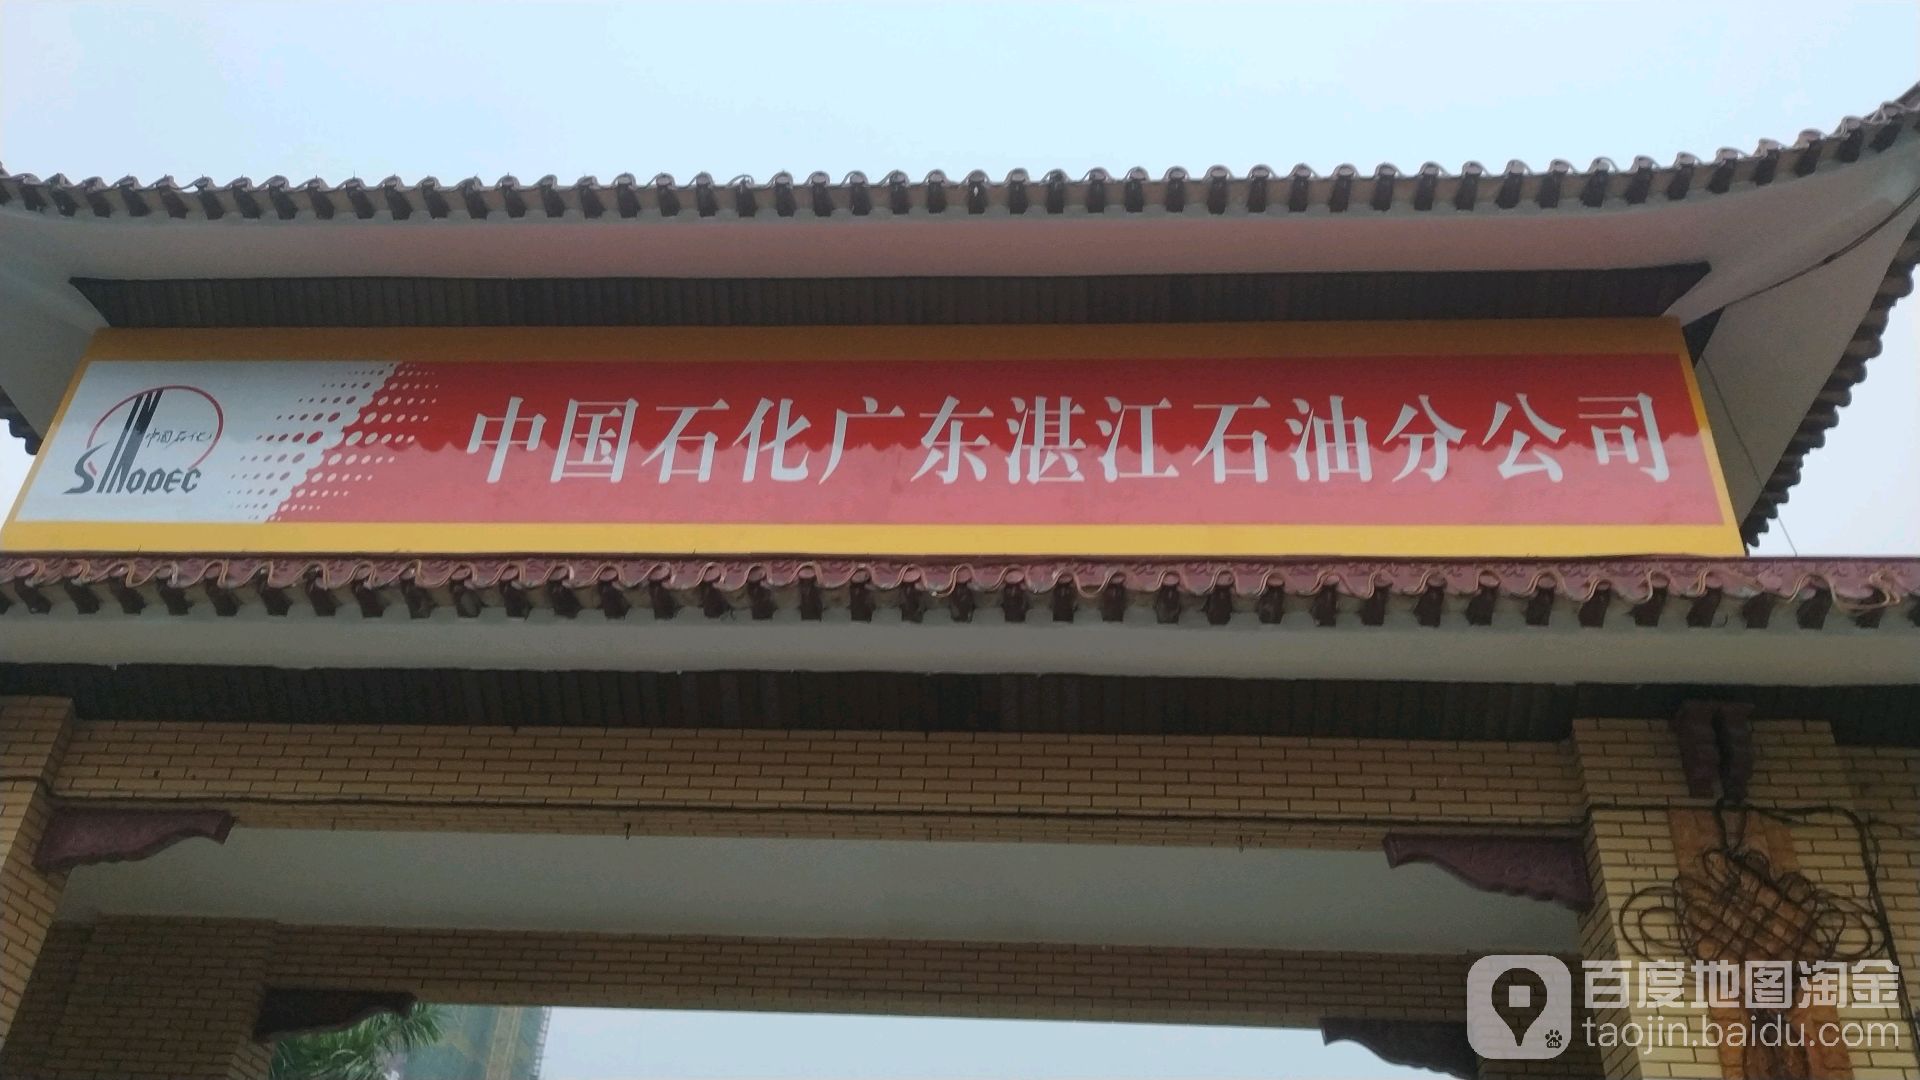 中国石化
SINOPEC
中国石化广东湛江石油分公司
百度地图淘金
taojin.baidu.com